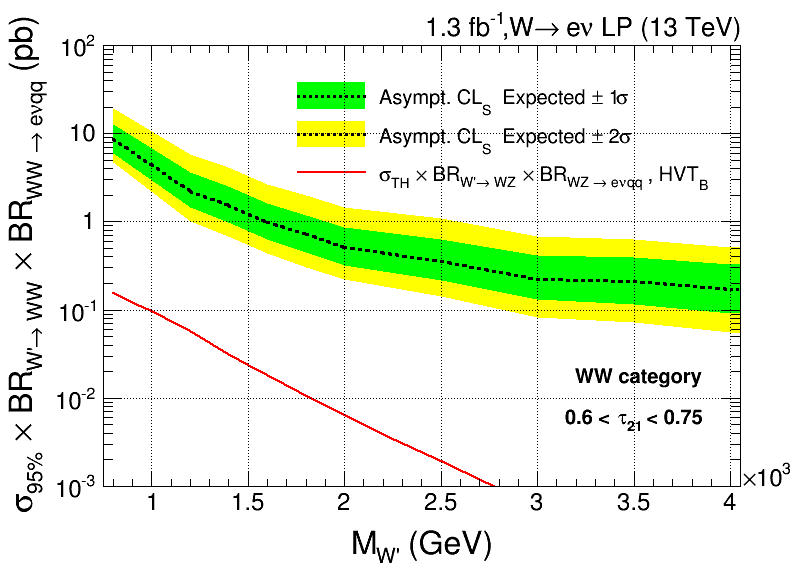 1.3 fb⁻¹,W→ eν LP (13 TeV)
σ₉₅% × BR_W'→ WW × BR_WW → eνqq (pb)
10²
10
1
10⁻¹
10⁻²
10⁻³
Asympt. CL_S Expected ± 1σ
Asympt. CL_S Expected ± 2σ
σ_TH × BR_W'→ WZ × BR_WZ → eνqq , HVT_B
WW category
0.6 < τ₂₁ < 0.75
1 1.5 2 2.5 3 3.5 4
×10³
M_W' (GeV)